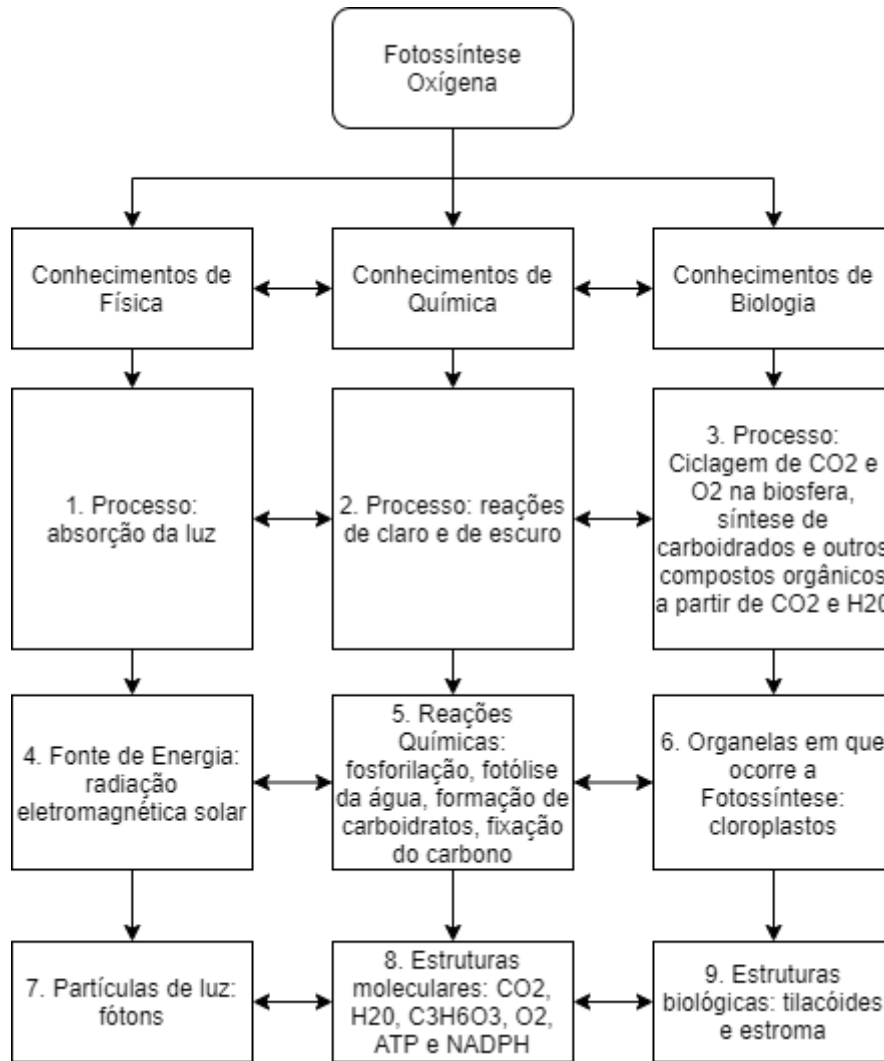 Fotossíntese
Oxígena
Conhecimentos de
Física
Conhecimentos de
Química
Conhecimentos de
Biologia
1. Processo:
absorção da luz
2. Processo: reações
de claro e de escuro
3. Processo:
Ciclagem de CO2 e
O2 na biosfera,
síntese de
carboidrados e outros
compostos orgânicos
a partir de CO2 e H20
4. Fonte de Energia:
radiação
eletromagnética solar
5. Reações
Químicas:
fosforilação, fotólise
da água, formação de
carboidratos, fixação
do carbono
6. Organelas em que
ocorre a
Fotossíntese:
cloroplastos
7. Partículas de luz:
fótons
8. Estruturas
moleculares: CO2,
H20, C3H6O3, O2,
ATP e NADPH
9. Estruturas
biológicas: tilacóides
e estroma